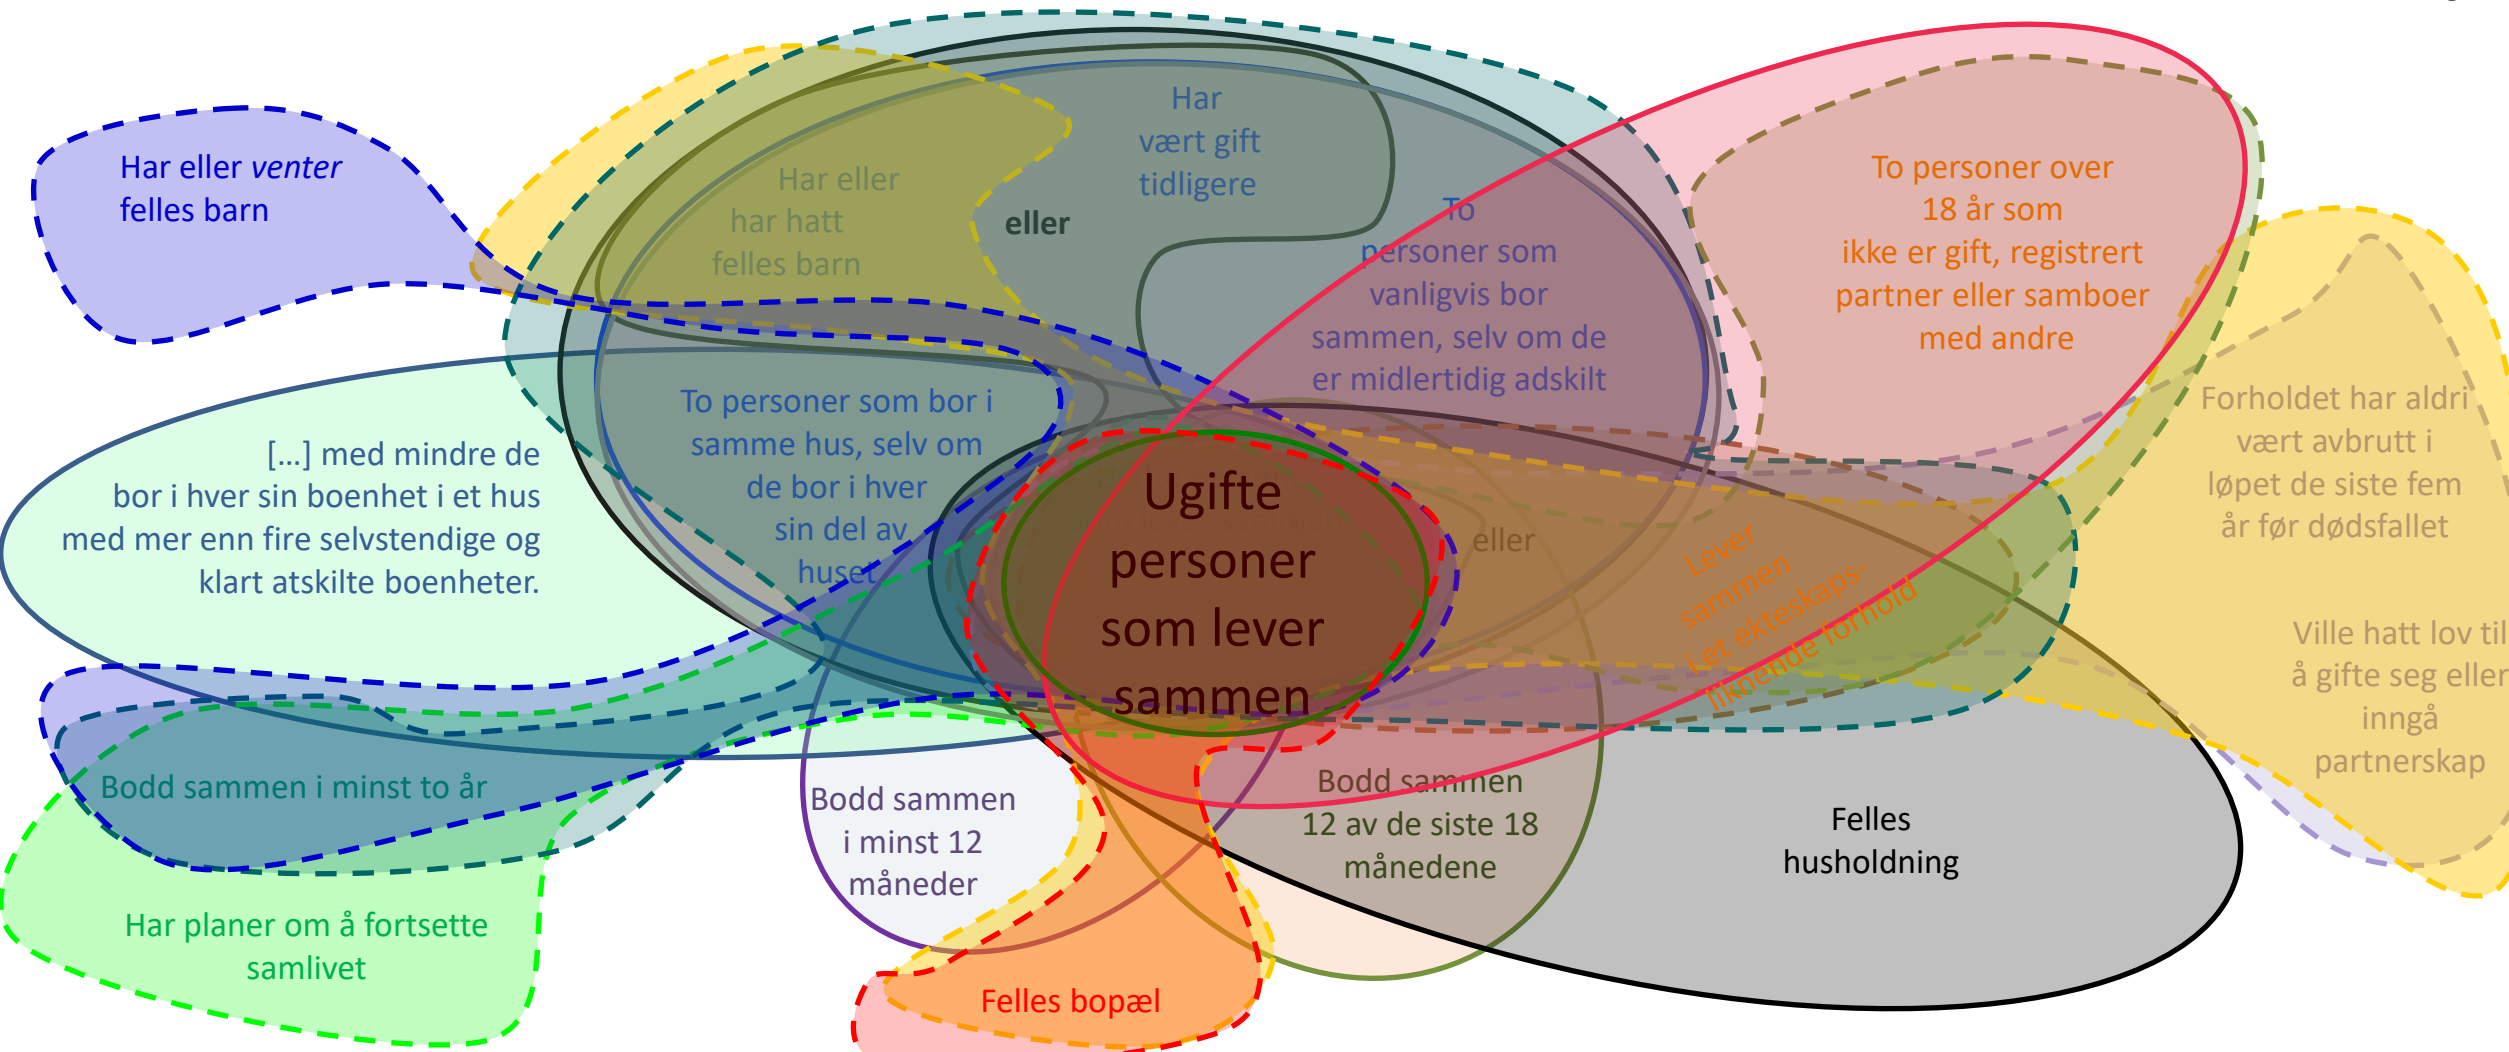 Har eller venter
felles barn
Har eller
har hatt
felles barn
eller
Har
vært gift
tidligere
To
personer som
vanligvis bor
sammen, selv om de
er midlertidig adskilt
To personer over
18 år som
ikke er gift, registrert
partner eller samboer
med andre
[...] med mindre de
bor i hver sin boenhet i et hus
med mer enn fire selvstendige og
klart atskilte boenheter.
To personer som bor i
samme hus, selv om
de bor i hver
sin del av
huset
Ugifte
personer
som lever
sammen
eller
Lever
sammen
i et ekteskaps-
liknende forhold
Forholdet har aldri
vært avbrutt i
løpet de siste fem
år før dødsfallet
Ville hatt lov til
å gifte seg eller
inngå
partnerskap
Bodd sammen i minst to år
Har planer om å fortsette
samlivet
Bodd sammen
i minst 12
måneder
Felles bopæl
Bodd sammen
12 av de siste 18
månedene
Felles
husholdning